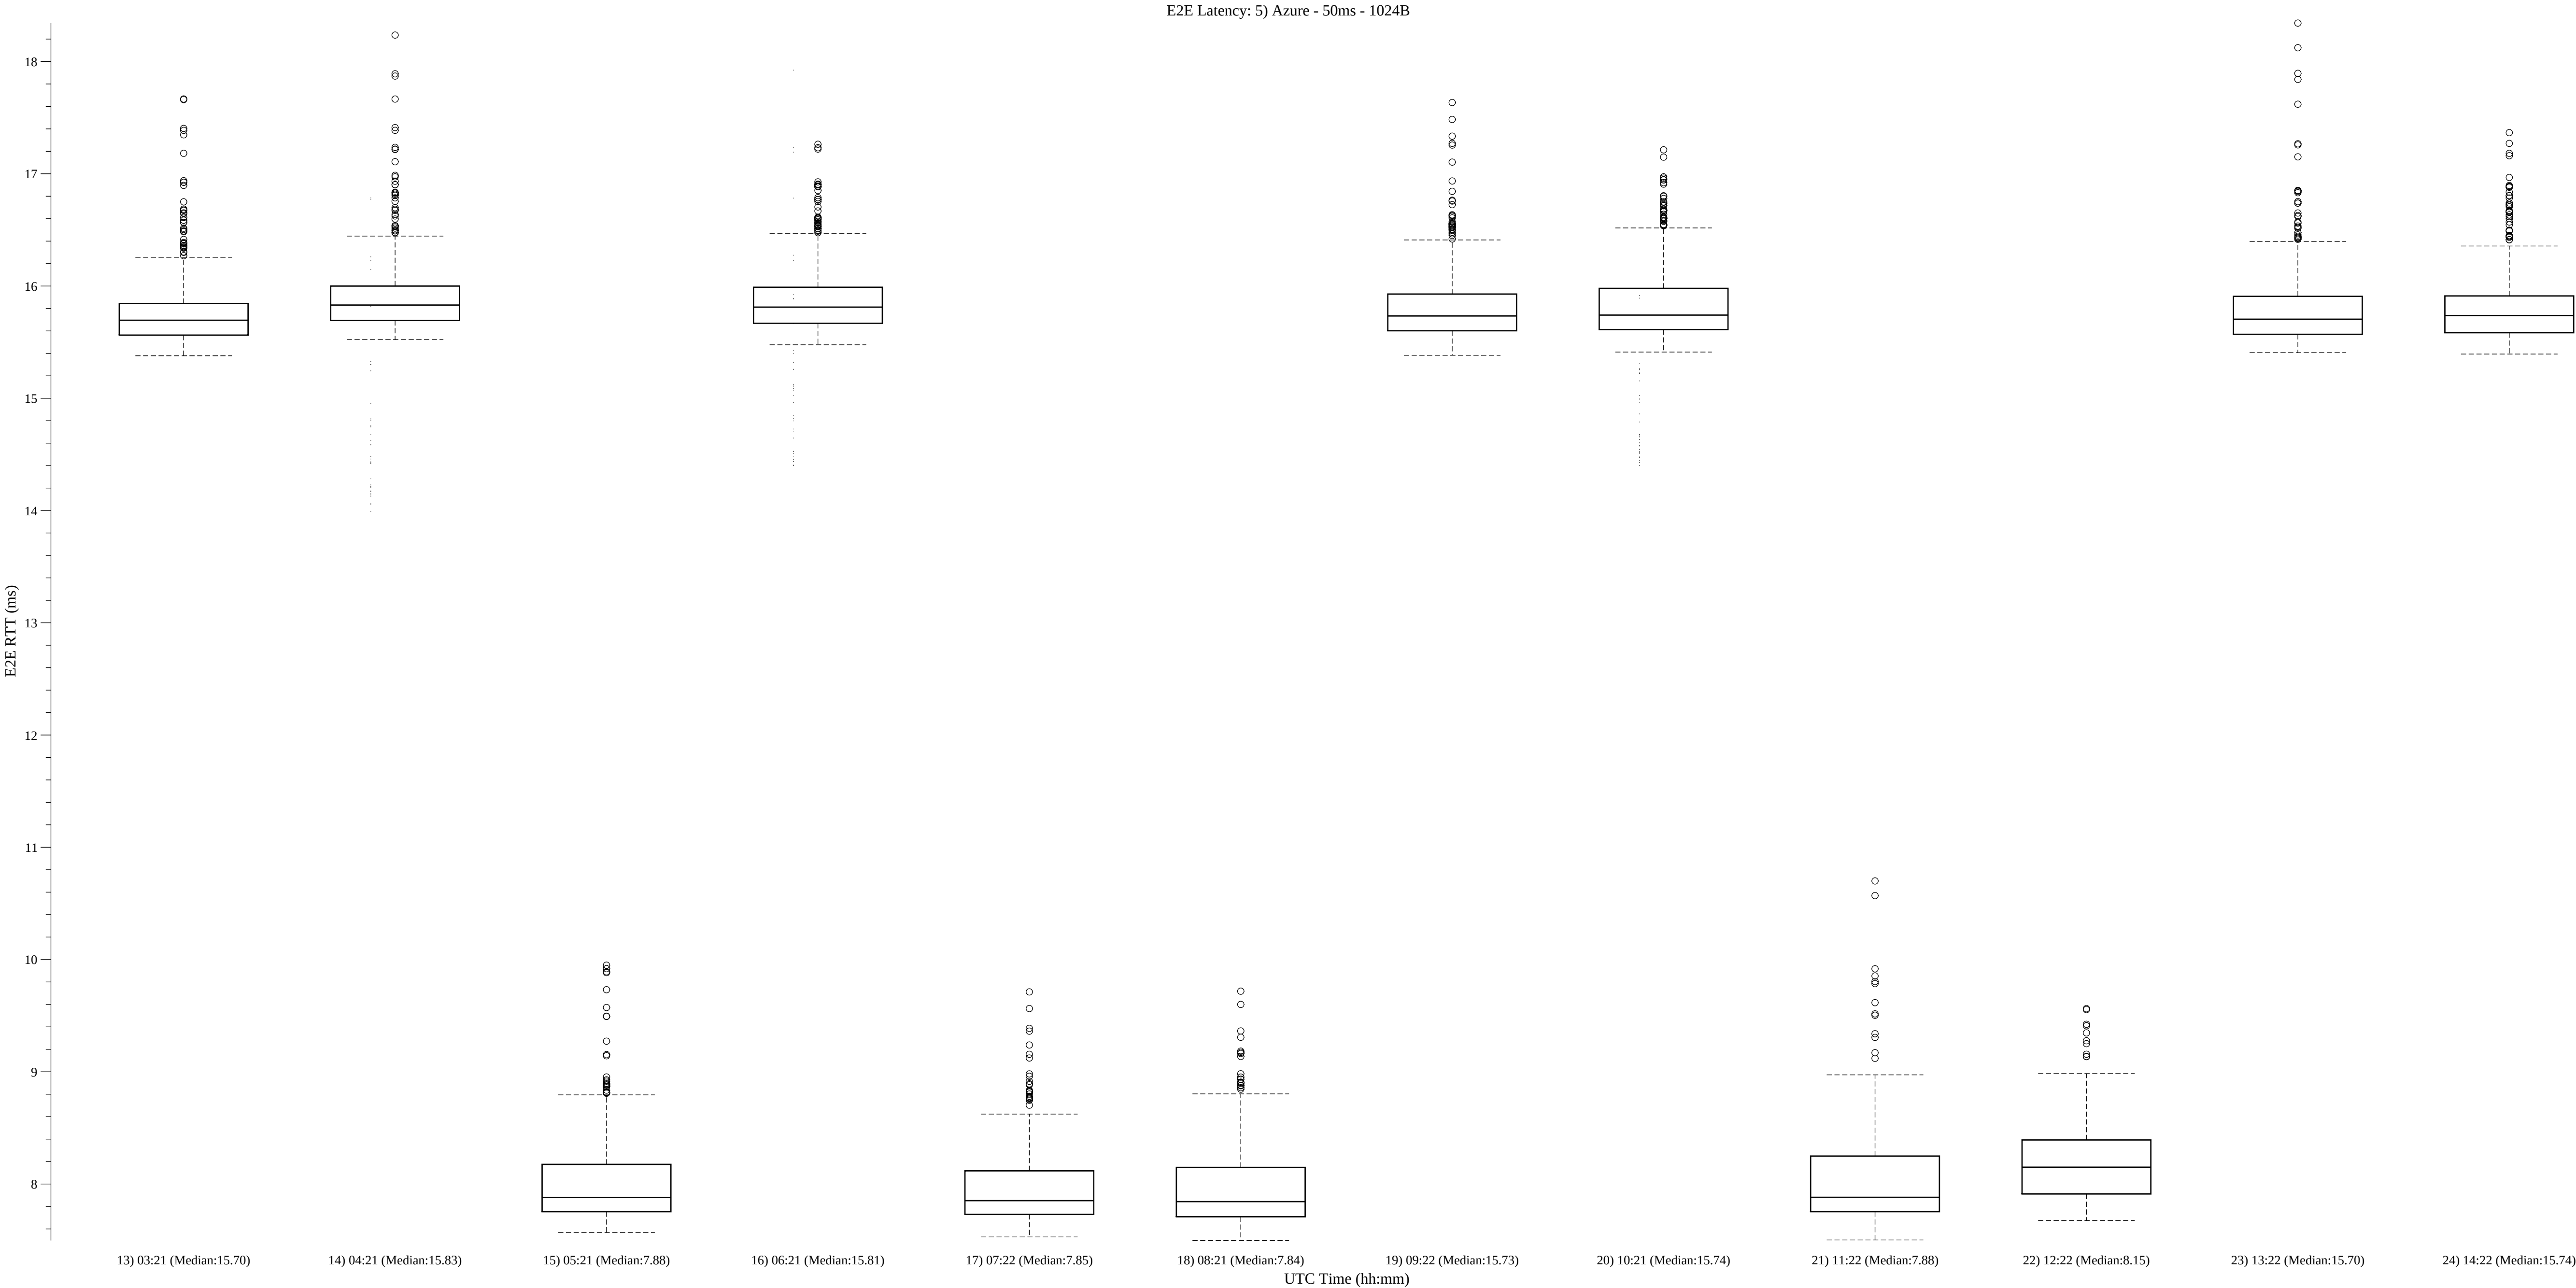 E2E Latency: 5) Azure - 50ms - 1024B
18
17
16
15
14
13
12
11
10
9
8
E2E RTT (ms)
13) 03:21 (Median:15.70)
14) 04:21 (Median:15.83)
15) 05:21 (Median:7.88)
16) 06:21 (Median:15.81)
17) 07:22 (Median:7.85)
18) 08:21 (Median:7.84)
19) 09:22 (Median:15.73)
20) 10:21 (Median:15.74)
21) 11:22 (Median:7.88)
22) 12:22 (Median:8.15)
23) 13:22 (Median:15.70)
24) 14:22 (Median:15.74)
UTC Time (hh:mm)